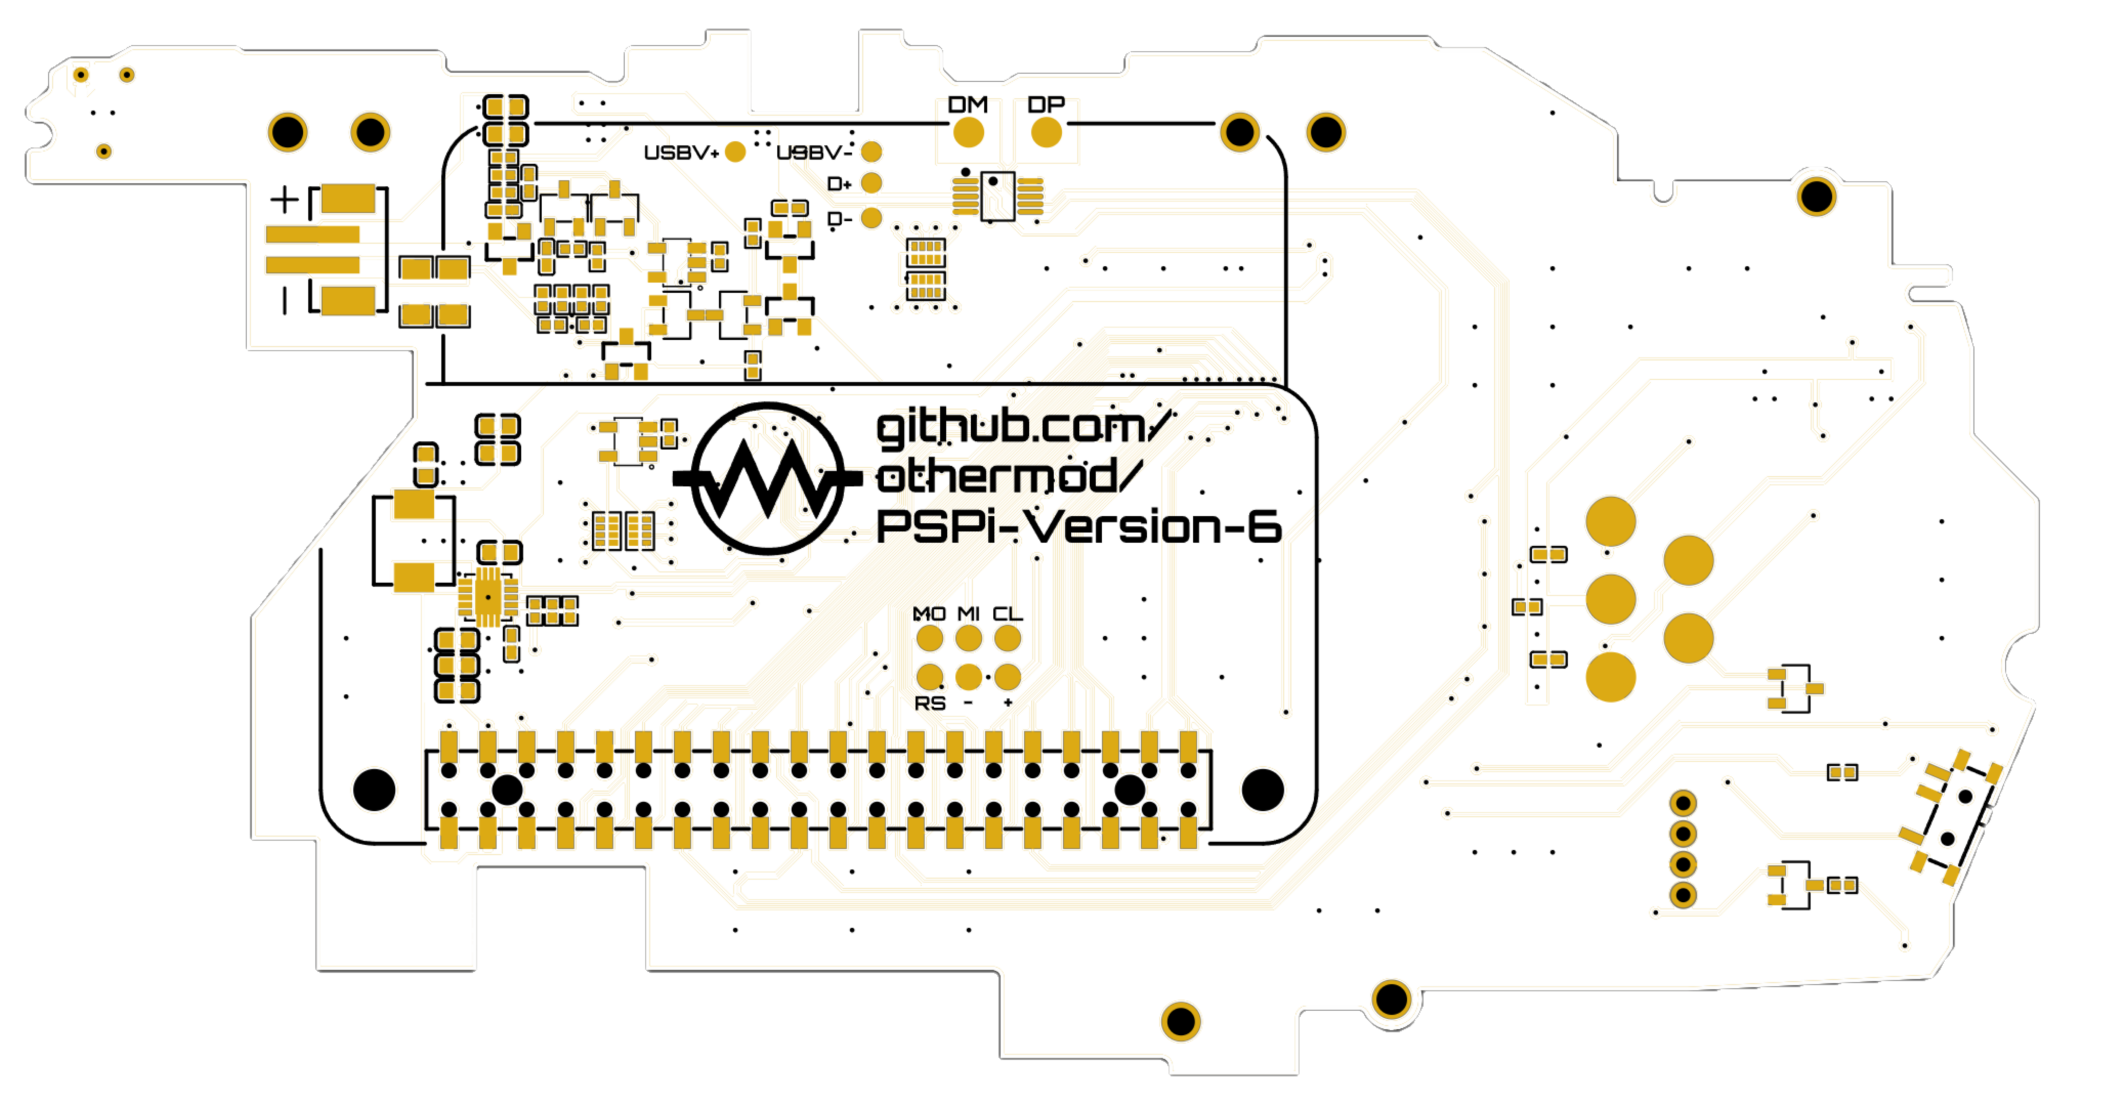 DM DP
USBV+ USBV-
D+
D-
+
-
github.com/
othermod/
PSPi-Version-6
MO MI CL
RS - +